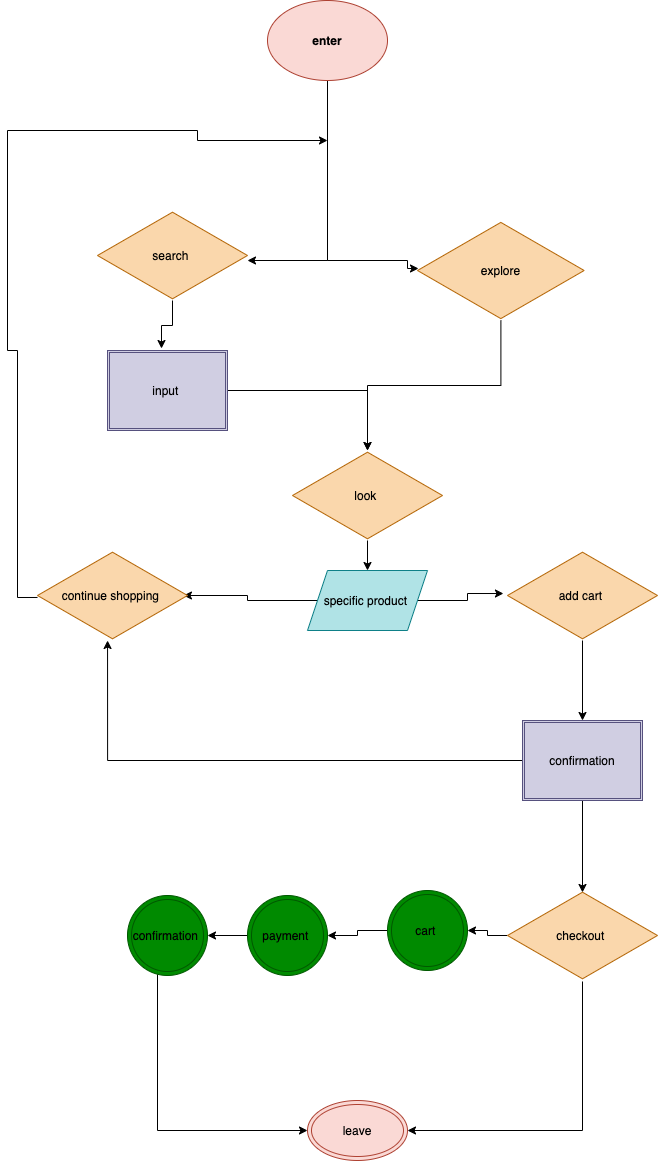 enter
search
explore
input
look
continue shopping
specific product
add cart
confirmation
confirmation
payment
cart
checkout
leave